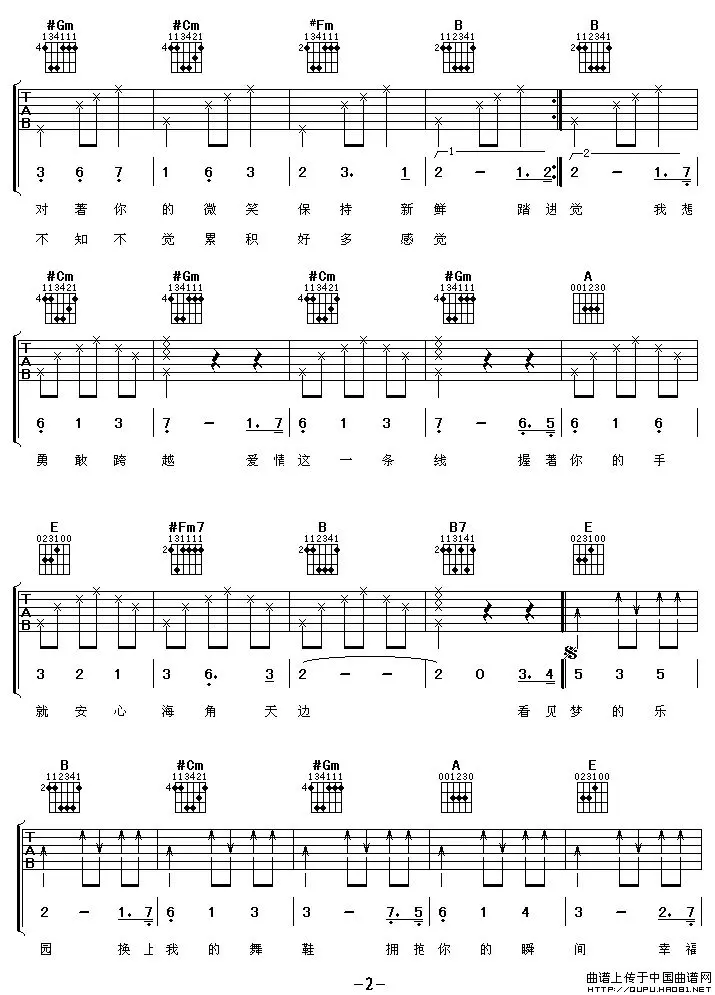 #Gm #Cm #Fm B B
134111 113421 134111 112341 112341
4 4 2 2 2
T A B
1. 2.
3 6 7 | 1 6 3 | 2 3. 1 | 2 - 1. 2 :| 2 - 1. 7
对 著 你 的 微 笑 保 持 新 鲜 踏 进 觉 我 想
不 知 不 觉 累 积 好 多 感 觉
#Cm #Gm #Cm #Gm A
113421 134111 113421 134111 001230
4 4 4 4
T A B
6 1 3 | 7 - 1. 7 | 6 1 3 | 7 - 6. 5 | 6 1 6
勇 敢 跨 越 爱 情 这 一 条 线 握 著 你 的 手
E #Fm7 B B7 E
023100 131111 112341 113141 023100
2 2 2
T A B
3 2 1 | 3 6. 3 | 2 - - | 2 0 3. 4 | 5 3 5
就 安 心 海 角 天 边 看 见 梦 的 乐
B #Cm #Gm A E
112341 113421 134111 001230 023100
2 4 4
T A B
2 - 1. 7 | 6 1 3 | 3 - 7. 5 | 6 1 4 | 3 - 2. 7
园 换 上 我 的 舞 鞋 拥 抱 你 的 瞬 间 幸 福
-2-
曲谱上传于中国曲谱网
HTTP://QUPU.HAO81.NET